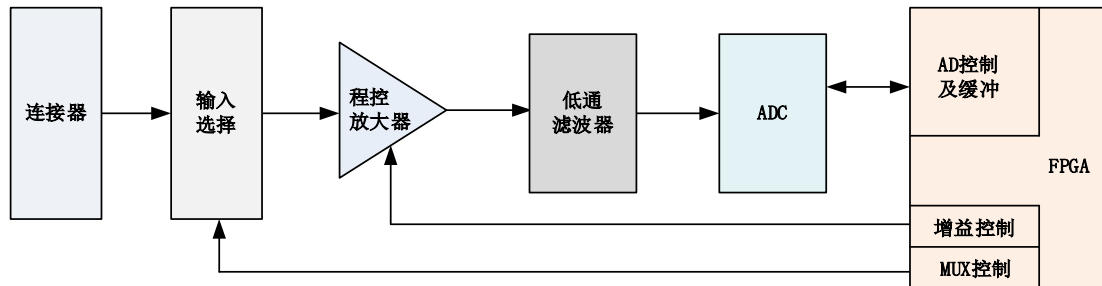 连接器
输入
选择
程控
放大器
低通
滤波器
ADC
AD控制
及缓冲
FPGA
增益控制
MUX控制